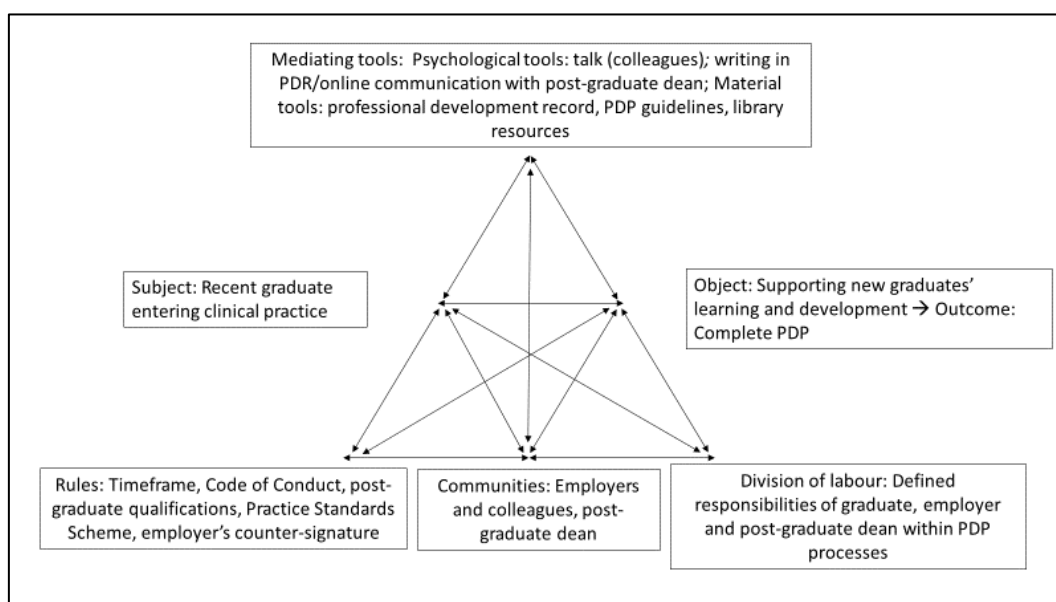 Mediating tools:  Psychological tools: talk (colleagues); writing in
PDR/online communication with post-graduate dean; Material
tools: professional development record, PDP guidelines, library
resources
Subject: Recent graduate
entering clinical practice
Object: Supporting new graduates’
learning and development → Outcome:
Complete PDP
Rules: Timeframe, Code of Conduct, post-
graduate qualifications, Practice Standards
Scheme, employer’s counter-signature
Communities: Employers
and colleagues, post-
graduate dean
Division of labour: Defined
responsibilities of graduate, employer
and post-graduate dean within PDP
processes